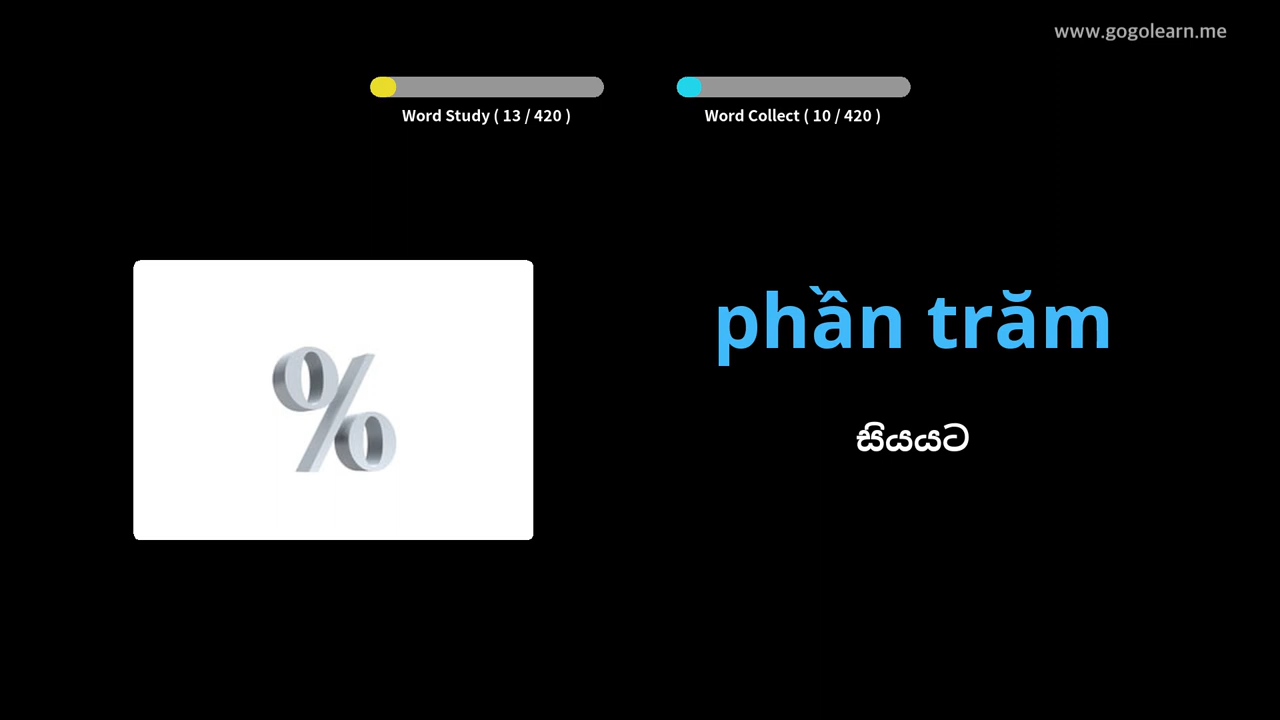 www.gogolearn.me
Word Study ( 13 / 420 )
Word Collect ( 10 / 420 )
%
phần trăm
සියයට